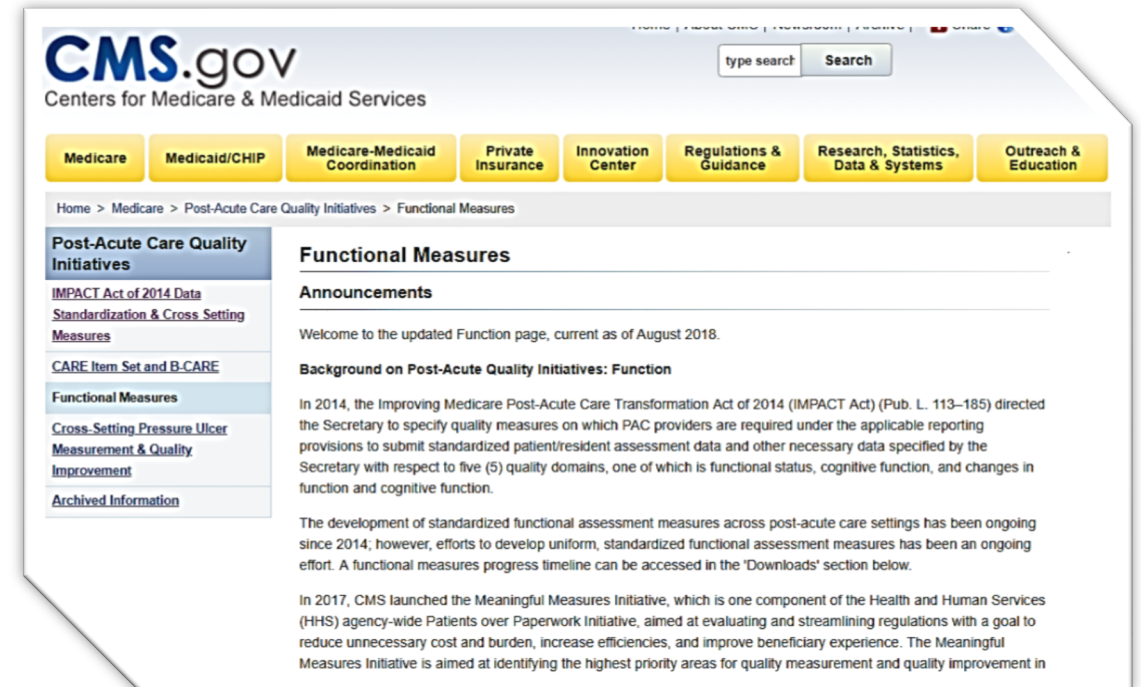 CMS.gov
Centers for Medicare & Medicaid Services
type search Search
Medicare
Medicaid/CHIP
Medicare-Medicaid
Coordination
Private
Insurance
Innovation
Center
Regulations &
Guidance
Research, Statistics,
Data & Systems
Outreach &
Education
Home > Medicare > Post-Acute Care Quality Initiatives > Functional Measures
Post-Acute Care Quality
Initiatives
IMPACT Act of 2014 Data
Standardization & Cross Setting
Measures
CARE Item Set and B-CARE
Functional Measures
Cross-Setting Pressure Ulcer
Measurement & Quality
Improvement
Archived Information
Functional Measures
Announcements
Welcome to the updated Function page, current as of August 2018.
Background on Post-Acute Quality Initiatives: Function
In 2014, the Improving Medicare Post-Acute Care Transformation Act of 2014 (IMPACT Act) (Pub. L. 113–185) directed
the Secretary to specify quality measures on which PAC providers are required under the applicable reporting
provisions to submit standardized patient/resident assessment data and other necessary data specified by the
Secretary with respect to five (5) quality domains, one of which is functional status, cognitive function, and changes in
function and cognitive function.
The development of standardized functional assessment measures across post-acute care settings has been ongoing
since 2014; however, efforts to develop uniform, standardized functional assessment measures has been an ongoing
effort. A functional measures progress timeline can be accessed in the 'Downloads' section below.
In 2017, CMS launched the Meaningful Measures Initiative, which is one component of the Health and Human Services
(HHS) agency-wide Patients over Paperwork Initiative, aimed at evaluating and streamlining regulations with a goal to
reduce unnecessary cost and burden, increase efficiencies, and improve beneficiary experience. The Meaningful
Measures Initiative is aimed at identifying the highest priority areas for quality measurement and quality improvement in